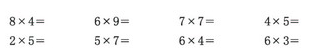 8×4= 6×9= 7×7= 4×5=
2×5= 5×7= 6×4= 6×3=